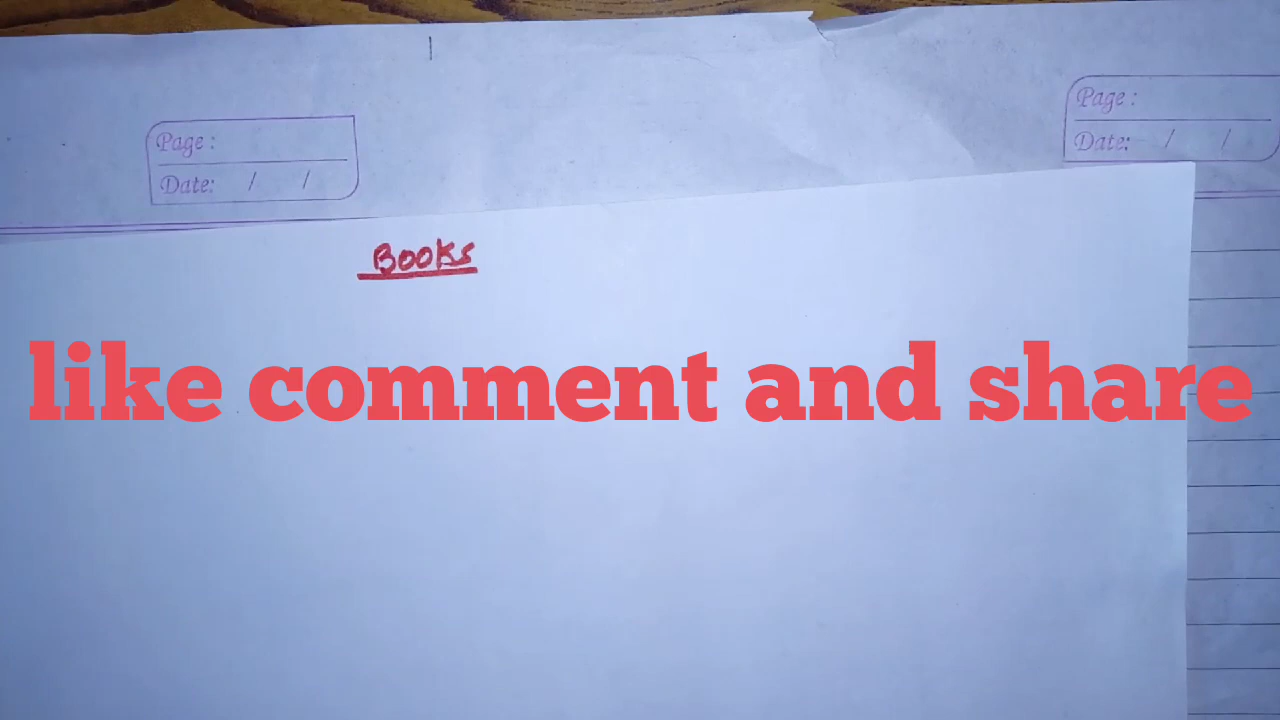 Page :
Date: / /
Page :
Date: / /
Books
like comment and share